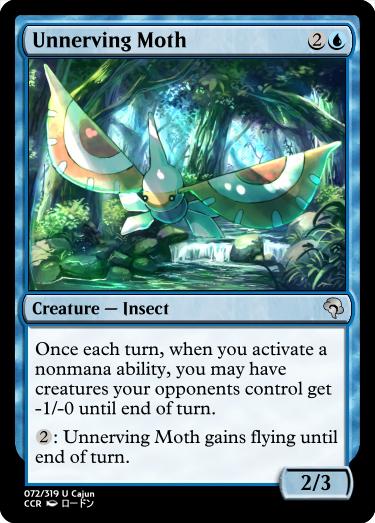 Unnerving Moth 2
Creature — Insect
Once each turn, when you activate a
nonmana ability, you may have
creatures your opponents control get
-1/-0 until end of turn.
2: Unnerving Moth gains flying until
end of turn.
2/3
072/319 U Cajun
CCR ロードン